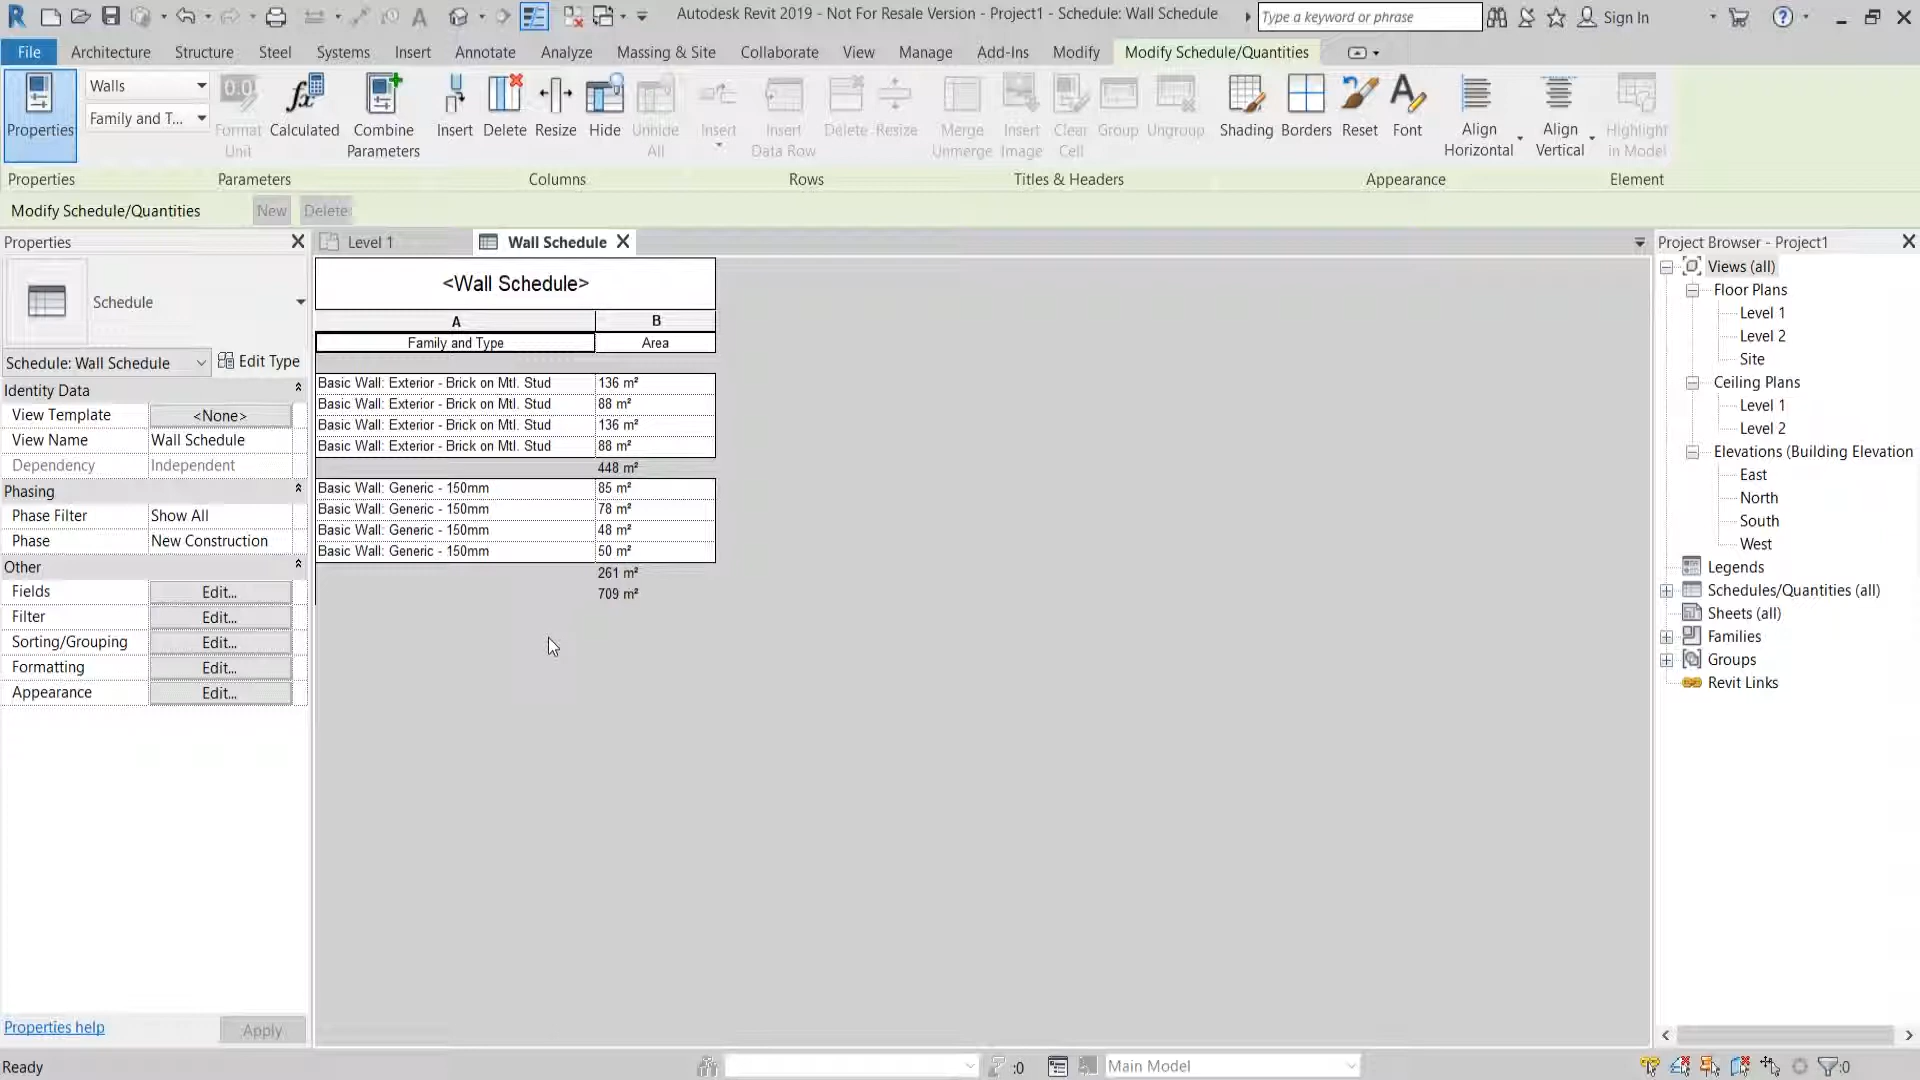 Autodesk Revit 2019 - Not For Resale Version - Project1 - Schedule: Wall Schedule
Type a keyword or phrase
Sign In
File
Architecture
Structure
Steel
Systems
Insert
Annotate
Analyze
Massing & Site
Collaborate
View
Manage
Add-Ins
Modify
Modify Schedule/Quantities
Properties
Walls
Family and T...
0.0
Format
Unit
Calculated
Combine
Parameters
Insert
Delete
Resize
Hide
Unhide
All
Insert
Insert
Data Row
Delete
Resize
Merge
Unmerge
Insert
Image
Clear
Cell
Group
Ungroup
Shading
Borders
Reset
Font
Align
Horizontal
Align
Vertical
Highlight
in Model
Properties
Parameters
Columns
Rows
Titles & Headers
Appearance
Element
Modify Schedule/Quantities
New
Delete
Properties
Schedule
Schedule: Wall Schedule
Edit Type
Identity Data
View Template
<None>
View Name
Wall Schedule
Dependency
Independent
Phasing
Phase Filter
Show All
Phase
New Construction
Other
Fields
Edit...
Filter
Edit...
Sorting/Grouping
Edit...
Formatting
Edit...
Appearance
Edit...
Properties help
Apply
Level 1
Wall Schedule
<Wall Schedule>
A
B
Family and Type
Area
Basic Wall: Exterior - Brick on Mtl. Stud
136 m²
Basic Wall: Exterior - Brick on Mtl. Stud
88 m²
Basic Wall: Exterior - Brick on Mtl. Stud
136 m²
Basic Wall: Exterior - Brick on Mtl. Stud
88 m²
448 m²
Basic Wall: Generic - 150mm
85 m²
Basic Wall: Generic - 150mm
78 m²
Basic Wall: Generic - 150mm
48 m²
Basic Wall: Generic - 150mm
50 m²
261 m²
709 m²
Project Browser - Project1
Views (all)
Floor Plans
Level 1
Level 2
Site
Ceiling Plans
Level 1
Level 2
Elevations (Building Elevation
East
North
South
West
Legends
Schedules/Quantities (all)
Sheets (all)
Families
Groups
Revit Links
Ready
:0
Main Model
:0